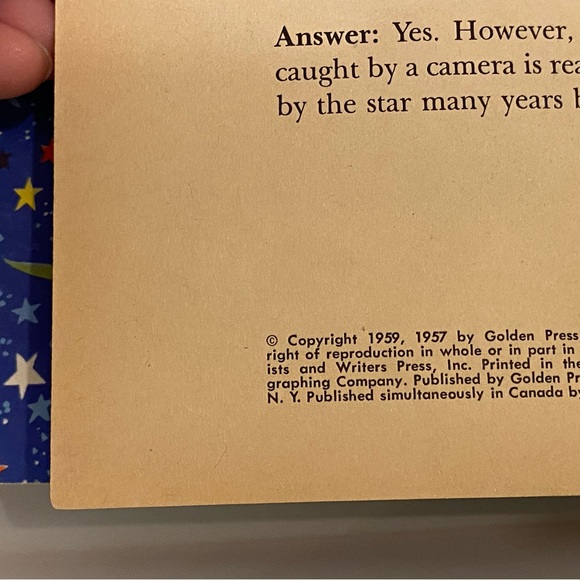 Answer: Yes. However,
caught by a camera is rea
by the star many years b
© Copyright 1959, 1957 by Golden Press
right of reproduction in whole or in part in
ists and Writers Press, Inc. Printed in the
graphing Company. Published by Golden Pr
N. Y. Published simultaneously in Canada by